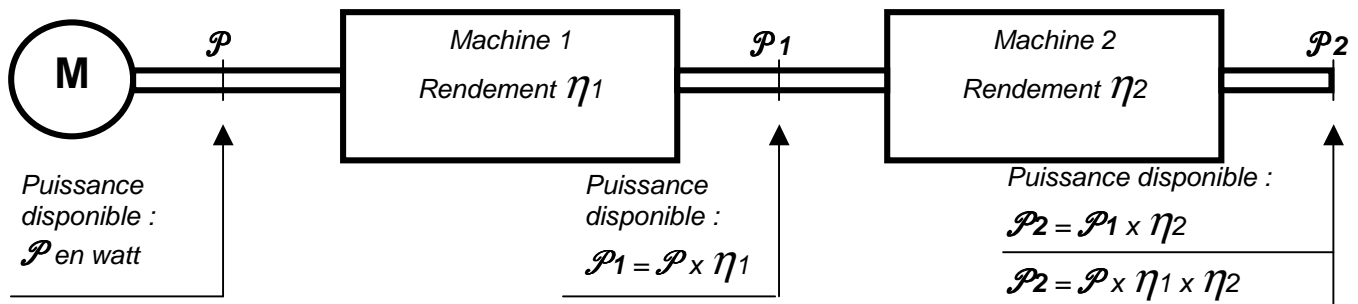 M
𝒫
Machine 1
Rendement η1
𝒫1
Machine 2
Rendement η2
𝒫2
Puissance
disponible :
𝒫 en watt
Puissance
disponible :
𝒫1 = 𝒫 x η1
Puissance disponible :
𝒫2 = 𝒫1 x η2
𝒫2 = 𝒫 x η1 x η2